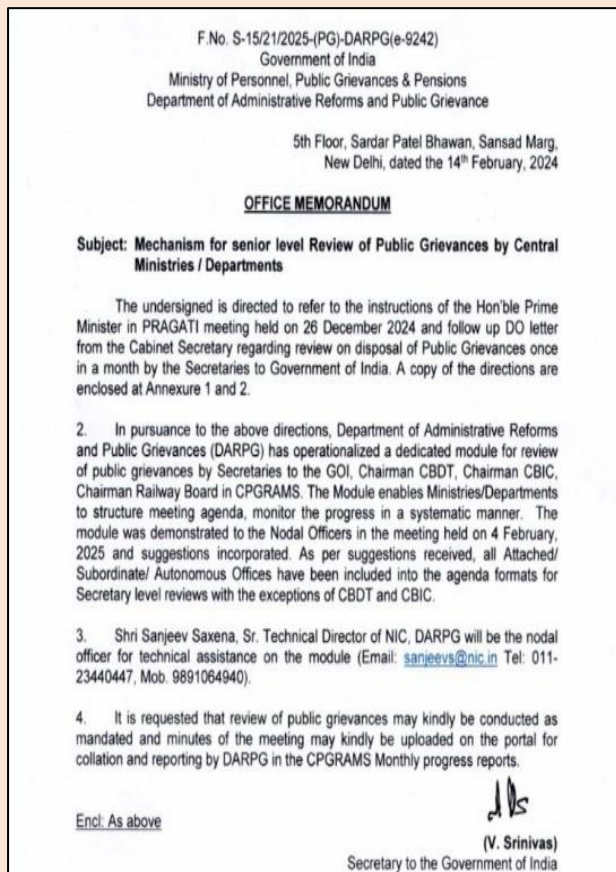 F.No. S-15/21/2025-(PG)-DARPG(e-9242)
Government of India
Ministry of Personnel, Public Grievances & Pensions
Department of Administrative Reforms and Public Grievance
5th Floor, Sardar Patel Bhawan, Sansad Marg,
New Delhi, dated the 14th February, 2024
OFFICE MEMORANDUM
Subject: Mechanism for senior level Review of Public Grievances by Central
Ministries / Departments
The undersigned is directed to refer to the instructions of the Hon'ble Prime
Minister in PRAGATI meeting held on 26 December 2024 and follow up DO letter
from the Cabinet Secretary regarding review on disposal of Public Grievances once
in a month by the Secretaries to Government of India. A copy of the directions are
enclosed at Annexure 1 and 2.
2. In pursuance to the above directions, Department of Administrative Reforms
and Public Grievances (DARPG) has operationalized a dedicated module for review
of public grievances by Secretaries to the GOI, Chairman CBDT, Chairman CBIC,
Chairman Railway Board in CPGRAMS. The Module enables Ministries/Departments
to structure meeting agenda, monitor the progress in a systematic manner. The
module was demonstrated to the Nodal Officers in the meeting held on 4 February,
2025 and suggestions incorporated. As per suggestions received, all Attached/
Subordinate/ Autonomous Offices have been included into the agenda formats for
Secretary level reviews with the exceptions of CBDT and CBIC.
3. Shri Sanjeev Saxena, Sr. Technical Director of NIC, DARPG will be the nodal
officer for technical assistance on the module (Email: sanjeevs@nic.in Tel: 011-
23440447, Mob. 9891064940).
4. It is requested that review of public grievances may kindly be conducted as
mandated and minutes of the meeting may kindly be uploaded on the portal for
collation and reporting by DARPG in the CPGRAMS Monthly progress reports.
Encl: As above
(V. Srinivas)
Secretary to the Government of India